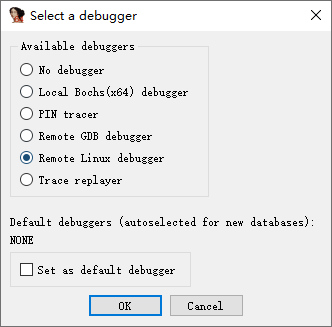 Select a debugger
Available debuggers
No debugger
Local Bochs(x64) debugger
PIN tracer
Remote GDB debugger
Remote Linux debugger
Trace replayer
Default debuggers (autoselected for new databases):
NONE
Set as default debugger
OK Cancel